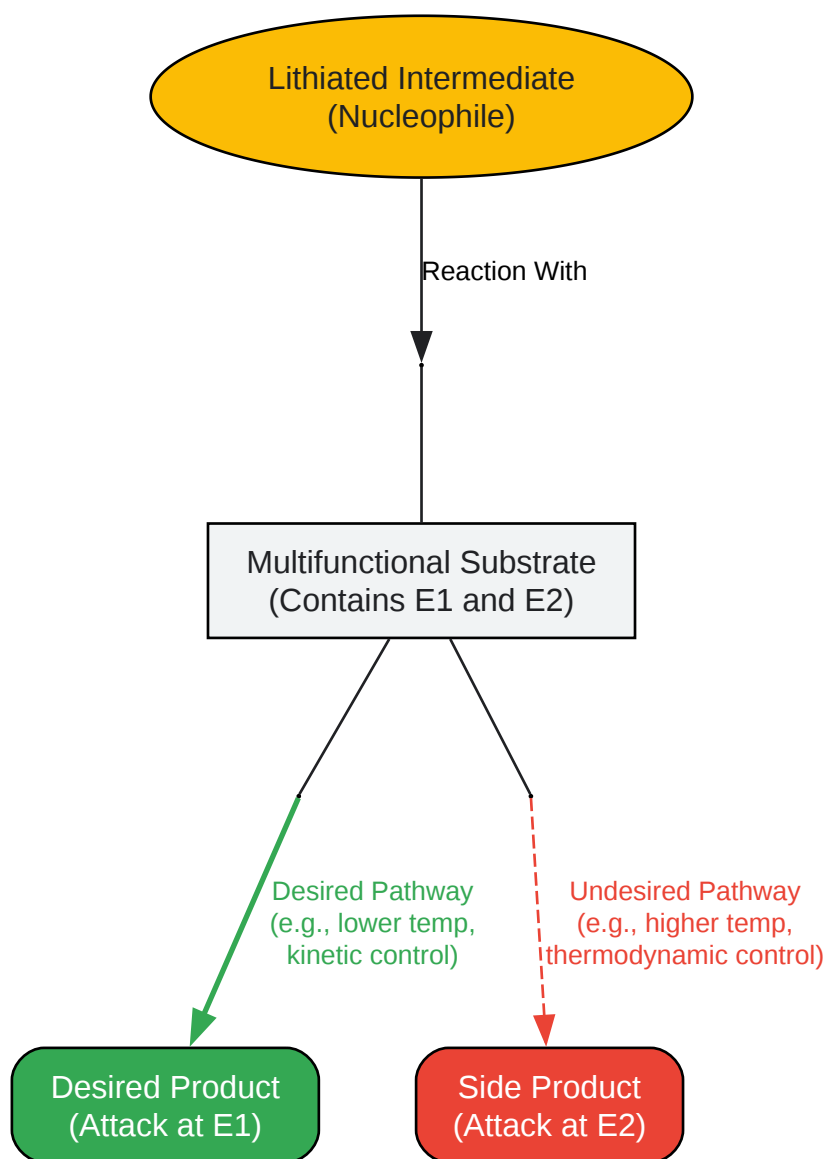 Lithiated Intermediate
(Nucleophile)
Reaction With
Multifunctional Substrate
(Contains E1 and E2)
Desired Pathway
(e.g., lower temp,
kinetic control)
Undesired Pathway
(e.g., higher temp,
thermodynamic control)
Desired Product
(Attack at E1)
Side Product
(Attack at E2)